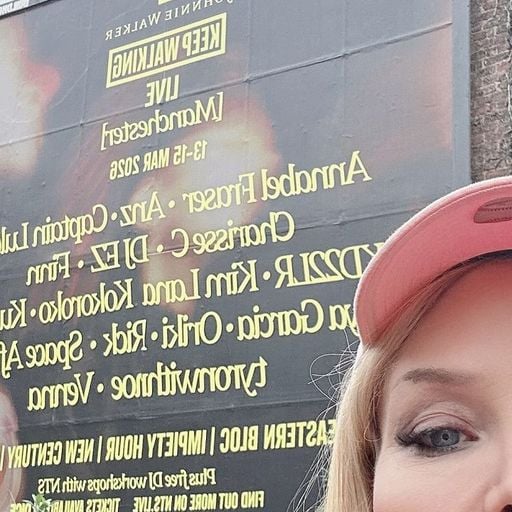 JOHNNIE WALKER
KEEP WALKING
LIVE
[Manchester]
13-15 MAR 2026
Annabel Fraser • Anz • Captain
Charisse C • DJ EZ • Finn
• Kim Lana Kokoroko •
Garcia • Oriki • Rick • Space
tyronwithnoe • Venna
EASTERN BLOC | IMPIETY HOUR | NEW CENTURY |
Plus free DJ workshops with NTS
FIND OUT MORE ON NTS.LIVE TICKETS